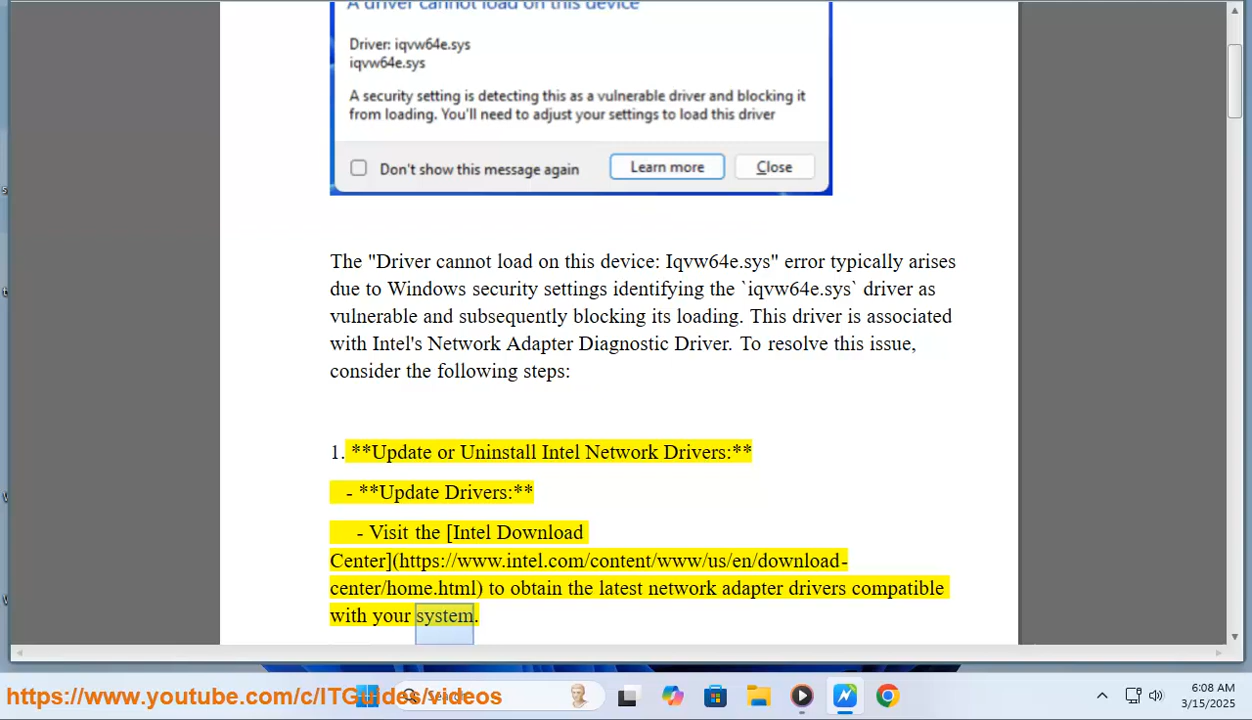 A driver cannot load on this device
Driver: iqvw64e.sys
iqvw64e.sys
A security setting is detecting this as a vulnerable driver and blocking it
from loading. You'll need to adjust your settings to load this driver
Don't show this message again
Learn more
Close
The "Driver cannot load on this device: Iqvw64e.sys" error typically arises
due to Windows security settings identifying the `iqvw64e.sys` driver as
vulnerable and subsequently blocking its loading. This driver is associated
with Intel's Network Adapter Diagnostic Driver. To resolve this issue,
consider the following steps:
1. **Update or Uninstall Intel Network Drivers:**
- **Update Drivers:**
- Visit the [Intel Download
Center](https://www.intel.com/content/www/us/en/download-
center/home.html) to obtain the latest network adapter drivers compatible
with your system.
https://www.youtube.com/c/ITGuides/videos
6:08 AM
3/15/2025